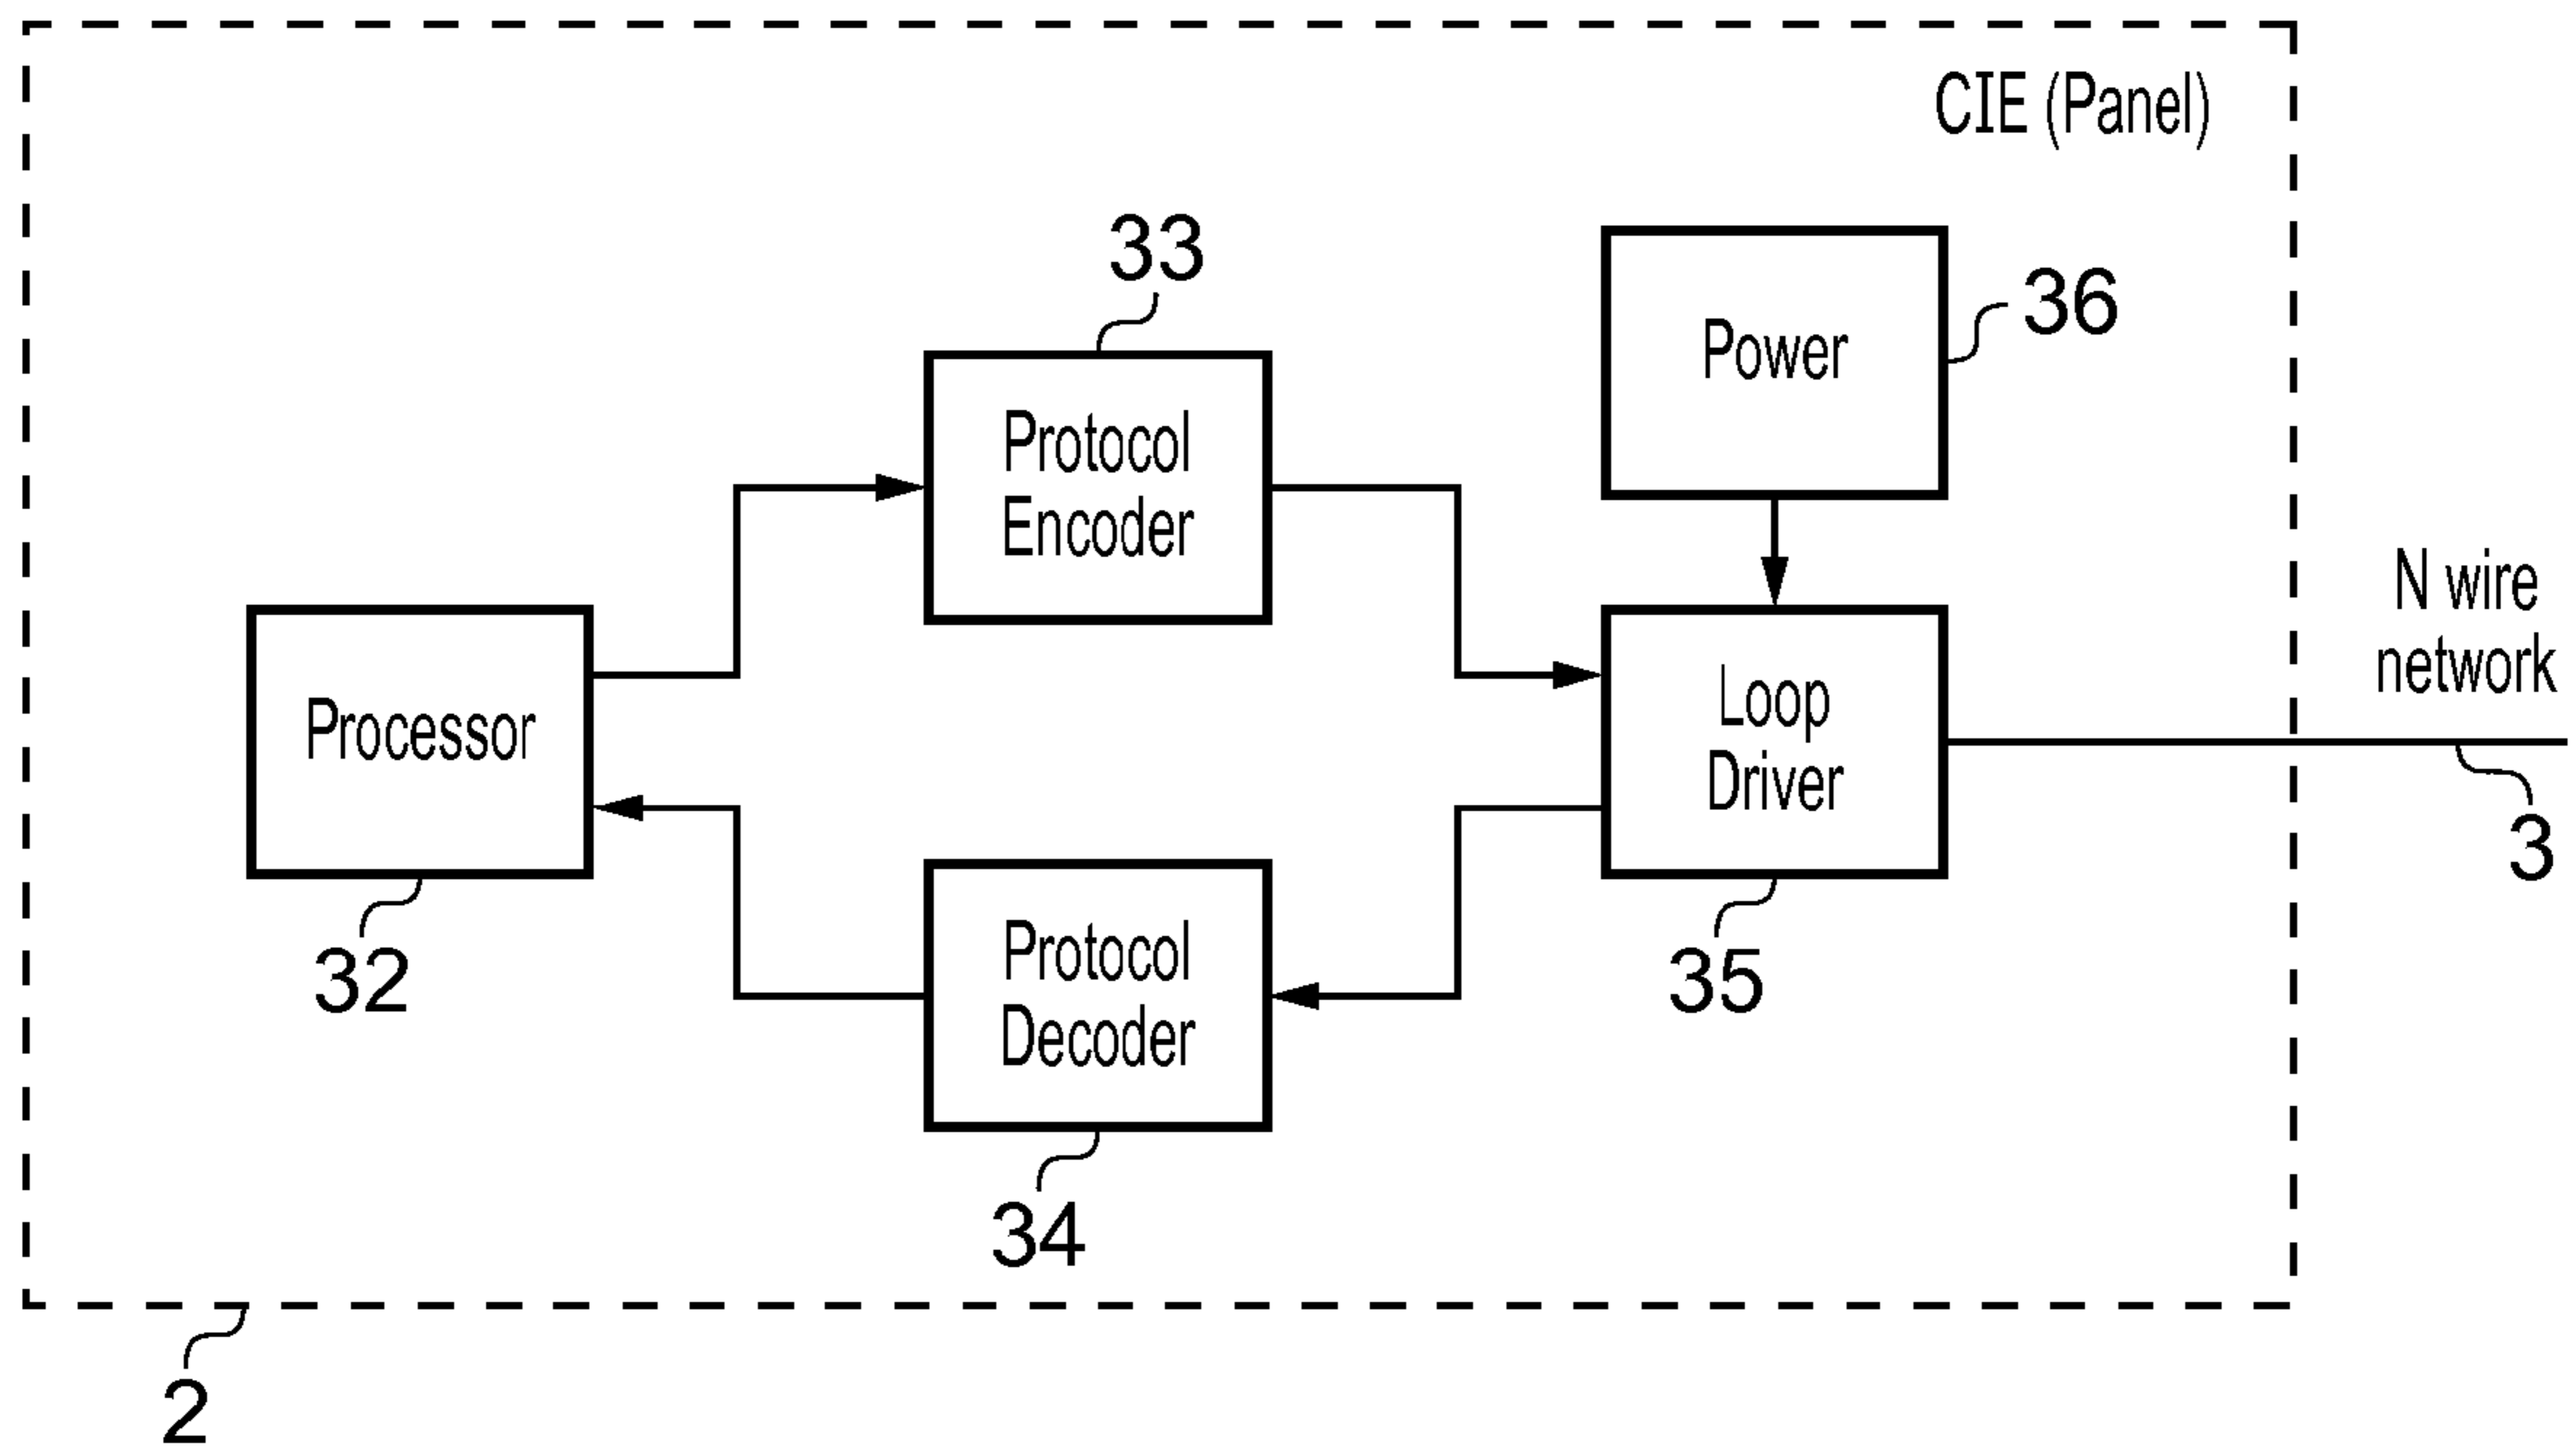 CIE (Panel)
33
36
Power
Protocol
Encoder
N wire
network
Processor
Loop
Driver
3
32
Protocol
Decoder
35
34
2